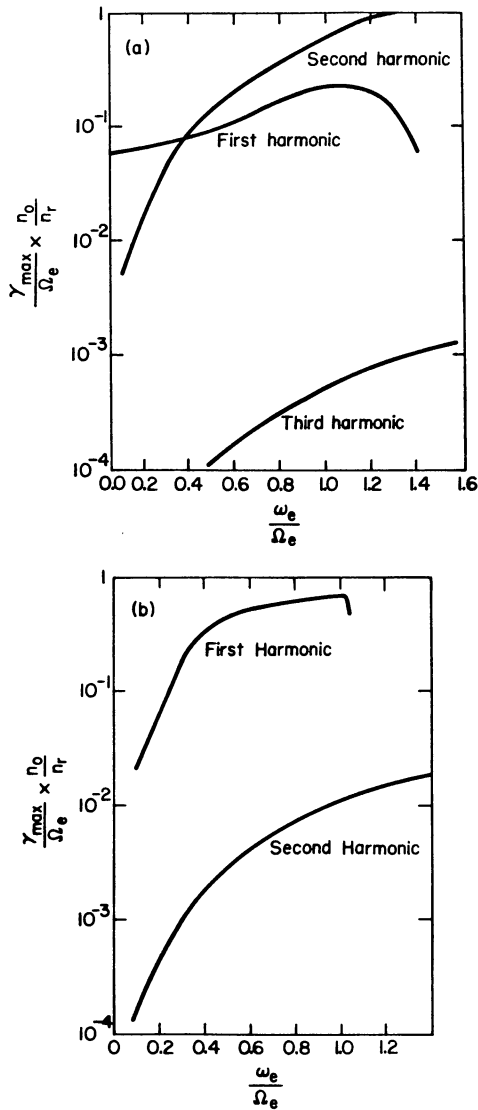 (a)
1
10⁻¹
10⁻²
10⁻³
10⁻⁴
γmax/Ωe × n₀/nᵣ
Second harmonic
First harmonic
Third harmonic
0.0 0.2 0.4 0.6 0.8 1.0 1.2 1.4 1.6
ωe/Ωe
(b)
1
10⁻¹
10⁻²
10⁻³
10⁻⁴
γmax/Ωe × n₀/nᵣ
First Harmonic
Second Harmonic
0 0.2 0.4 0.6 0.8 1.0 1.2
ωe/Ωe